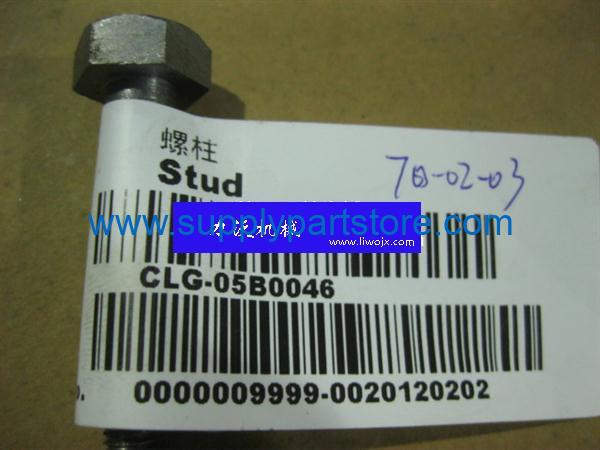 螺柱
Stud
70-02-03
www.supplypartstore.com
力沃机械
www.liwojx.com
CLG-05B0046
o.
0000009999-0020120202